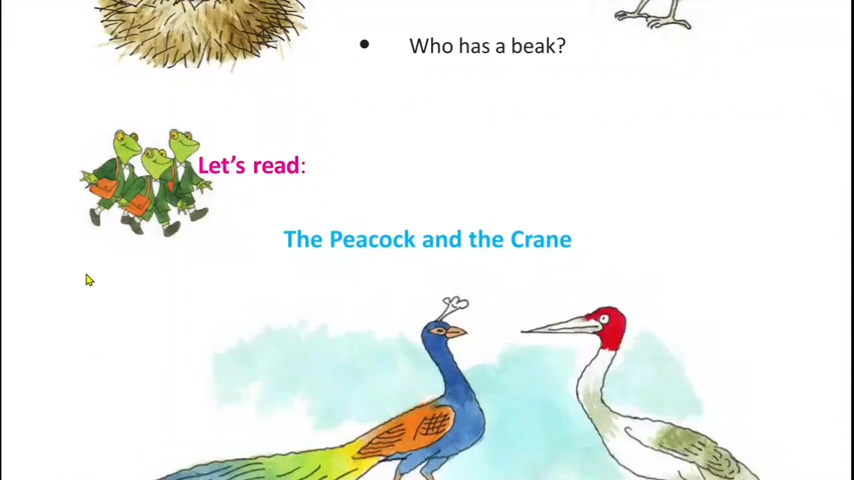 • Who has a beak?
Let's read:
The Peacock and the Crane